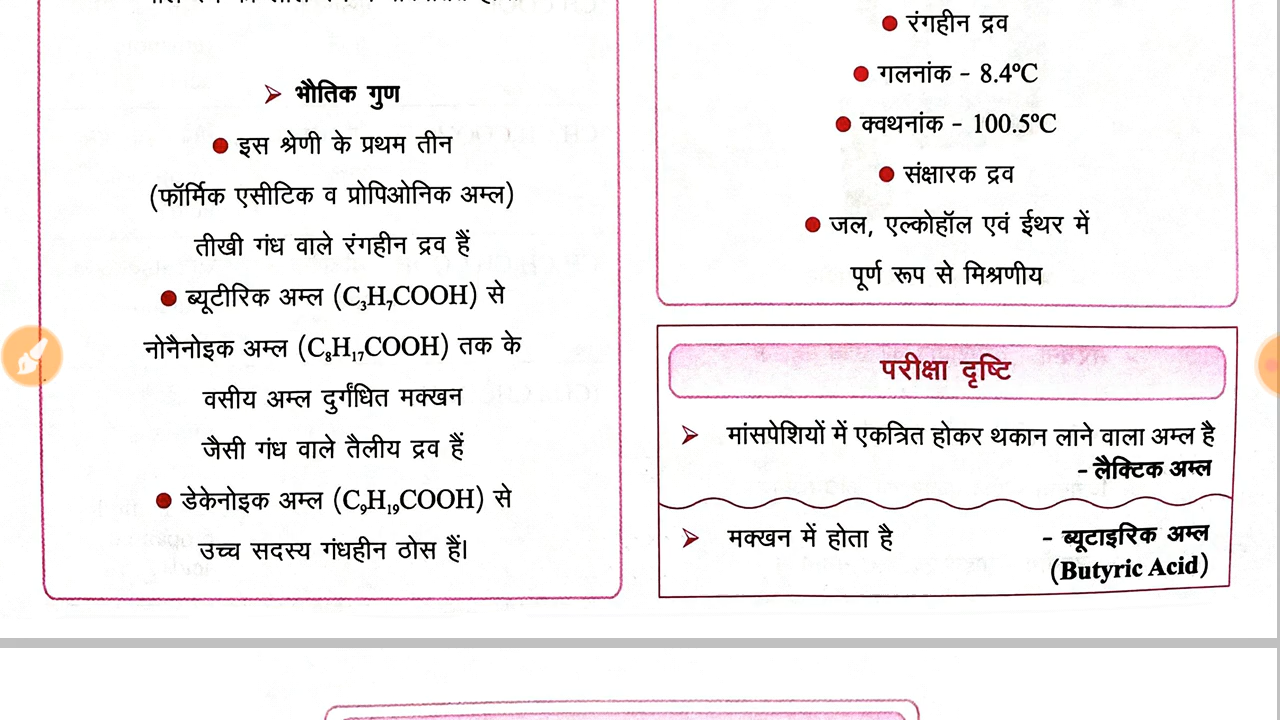 ➢ भौतिक गुण
● इस श्रेणी के प्रथम तीन
(फॉर्मिक एसीटिक व प्रोपिओनिक अम्ल)
तीखी गंध वाले रंगहीन द्रव हैं
● ब्यूटीरिक अम्ल (C₃H₇COOH) से
नोनैनोइक अम्ल (C₈H₁₇COOH) तक के
वसीय अम्ल दुर्गंधित मक्खन
जैसी गंध वाले तैलीय द्रव हैं
● डेकेनोइक अम्ल (C₉H₁₉COOH) से
उच्च सदस्य गंधहीन ठोस हैं।
● रंगहीन द्रव
● गलनांक - 8.4ºC
● क्वथनांक - 100.5ºC
● संक्षारक द्रव
● जल, एल्कोहॉल एवं ईथर में
पूर्ण रूप से मिश्रणीय
परीक्षा दृष्टि
➢ मांसपेशियों में एकत्रित होकर थकान लाने वाला अम्ल है
- लैक्टिक अम्ल
➢ मक्खन में होता है - ब्यूटाइरिक अम्ल
(Butyric Acid)